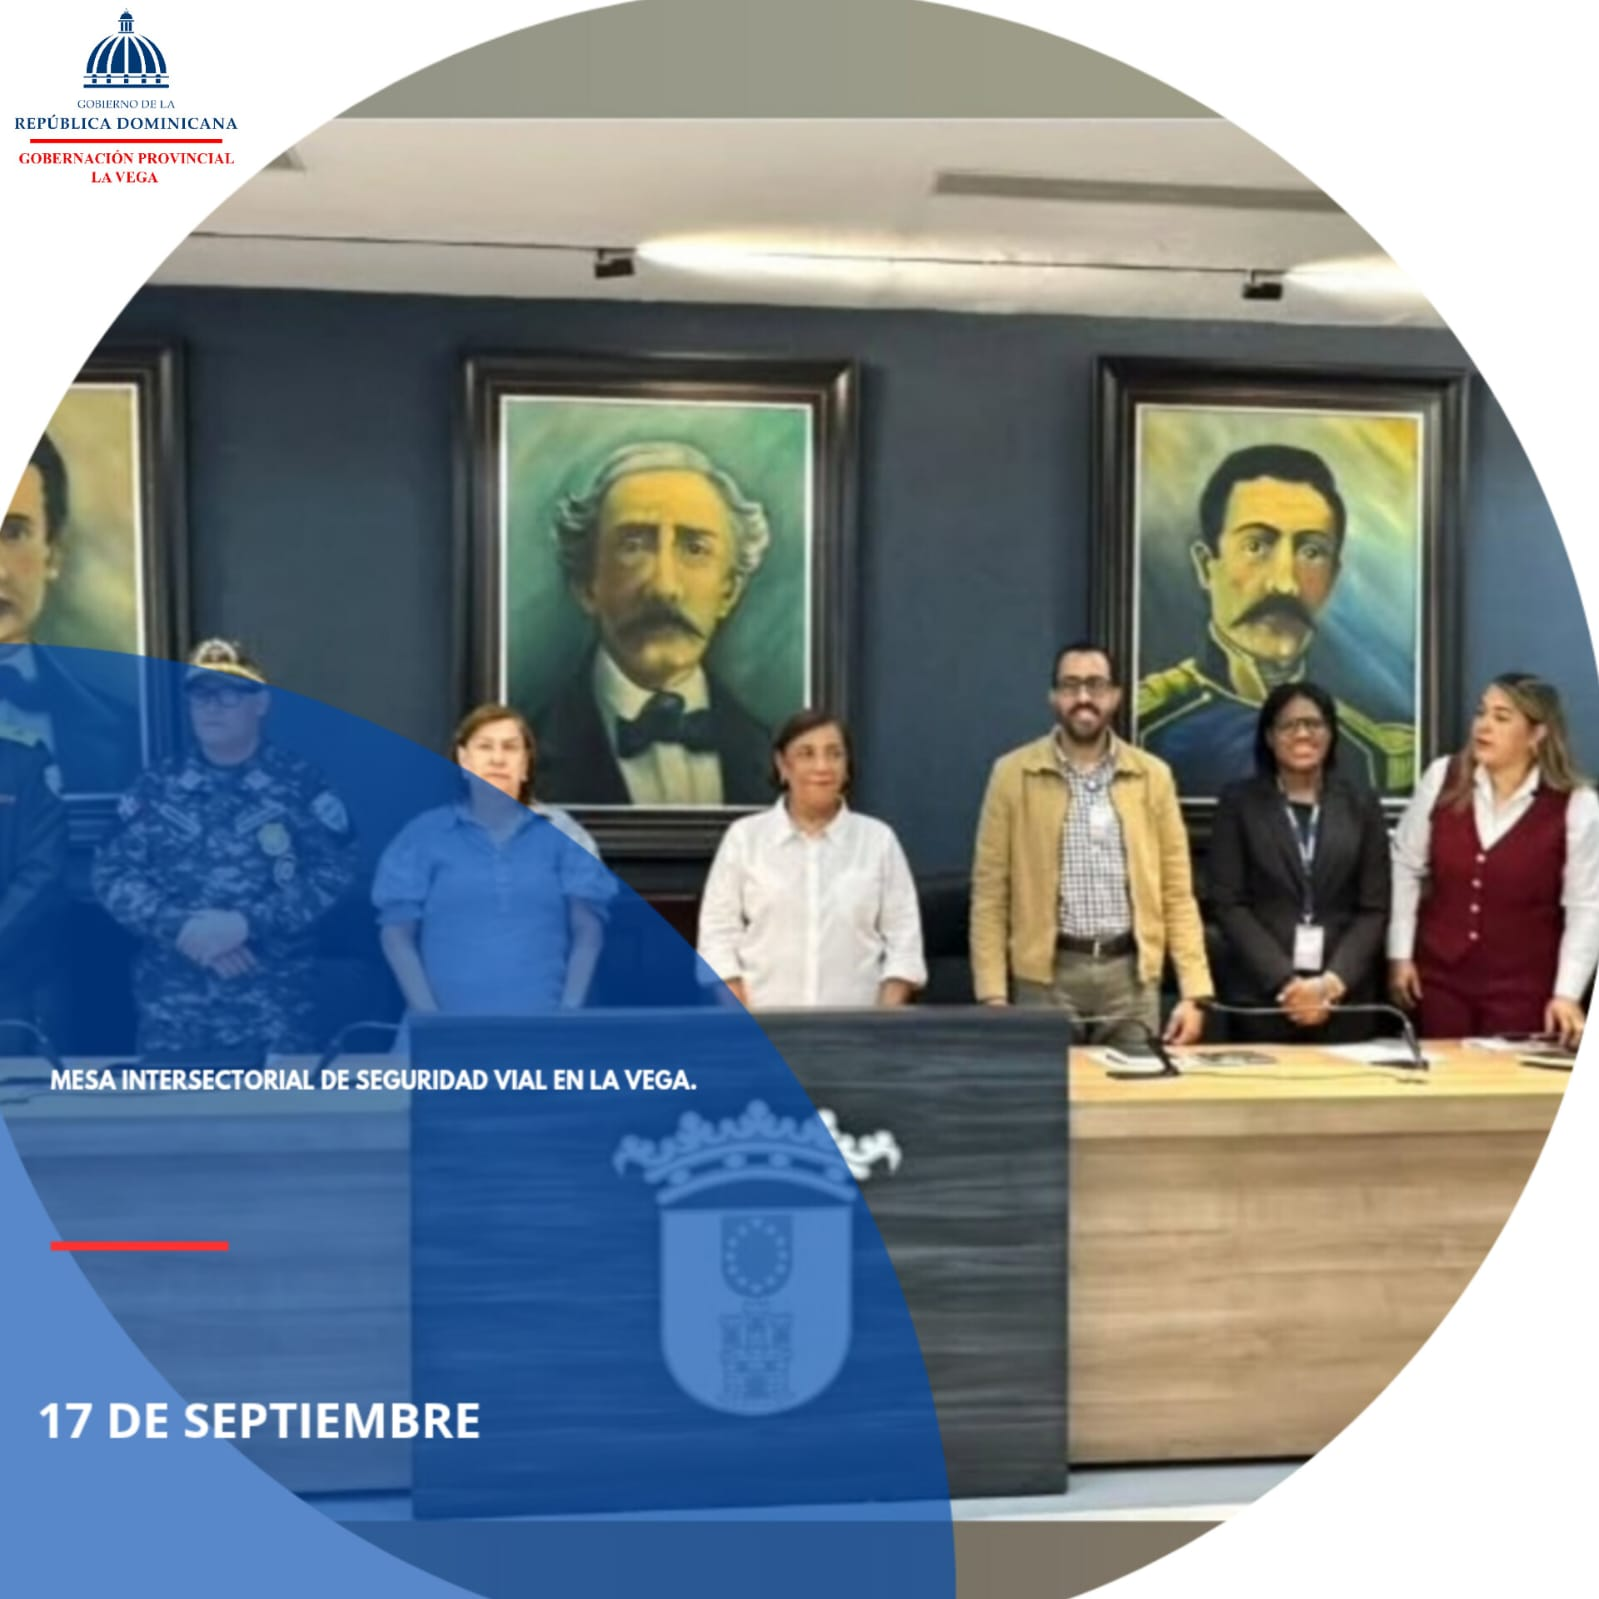 GOBIERNO DE LA
REPÚBLICA DOMINICANA
GOBERNACIÓN PROVINCIAL
LA VEGA
MESA INTERSECTORIAL DE SEGURIDAD VIAL EN LA VEGA.
17 DE SEPTIEMBRE